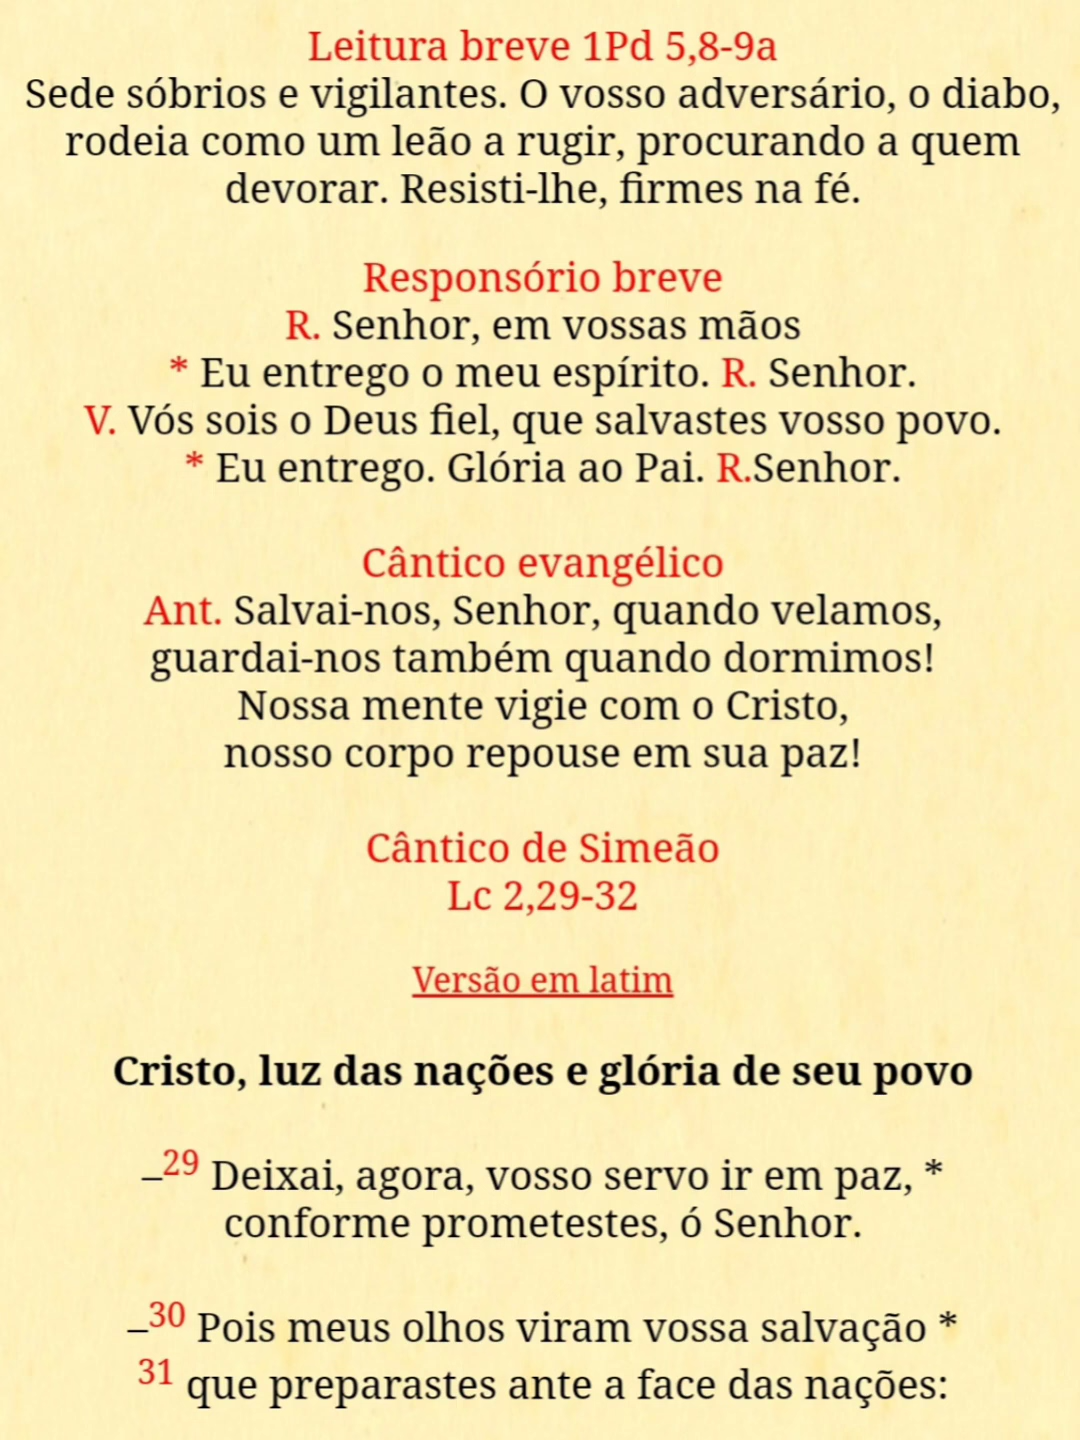 Leitura breve 1Pd 5,8-9a
Sede sóbrios e vigilantes. O vosso adversário, o diabo,
rodeia como um leão a rugir, procurando a quem
devorar. Resisti-lhe, firmes na fé.
Responsório breve
R. Senhor, em vossas mãos
* Eu entrego o meu espírito. R. Senhor.
V. Vós sois o Deus fiel, que salvastes vosso povo.
* Eu entrego. Glória ao Pai. R.Senhor.
Cântico evangélico
Ant. Salvai-nos, Senhor, quando velamos,
guardai-nos também quando dormimos!
Nossa mente vigie com o Cristo,
nosso corpo repouse em sua paz!
Cântico de Simeão
Lc 2,29-32
Versão em latim
Cristo, luz das nações e glória de seu povo
–29 Deixai, agora, vosso servo ir em paz, *
conforme prometestes, ó Senhor.
–30 Pois meus olhos viram vossa salvação *
31 que preparastes ante a face das nações: